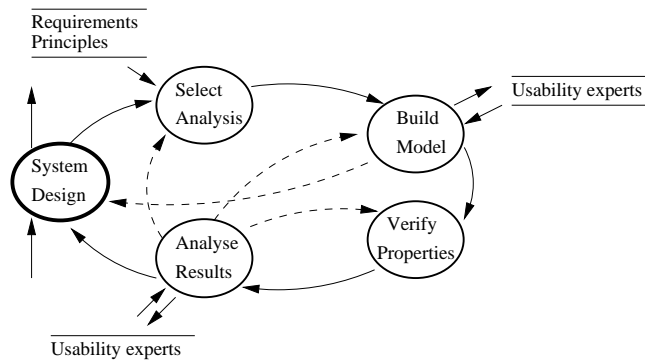 Requirements
Principles
Select
Analysis
Usability experts
Build
Model
System
Design
Verify
Properties
Analyse
Results
Usability experts